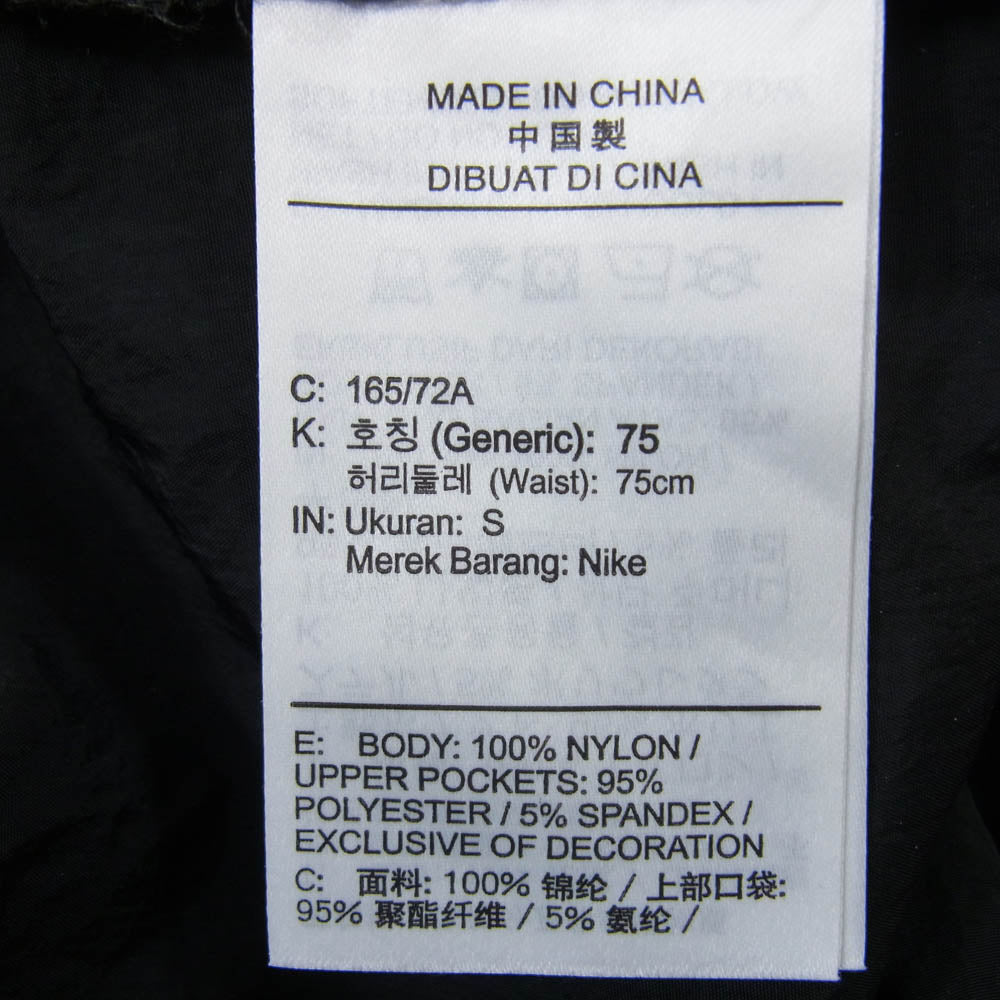 MADE IN CHINA
中国製
DIBUAT DI CINA
C: 165/72A
K: 호칭 (Generic): 75
허리둘레 (Waist): 75cm
IN: Ukuran: S
Merek Barang: Nike
E: BODY: 100% NYLON /
UPPER POCKETS: 95%
POLYESTER / 5% SPANDEX /
EXCLUSIVE OF DECORATION
C: 面料: 100% 锦纶 / 上部口袋:
95% 聚酯纤维 / 5% 氨纶 /